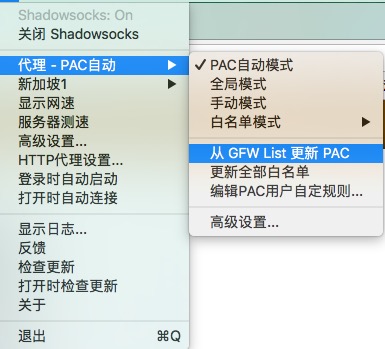 Shadowsocks: On
关闭 Shadowsocks
代理 - PAC自动
新加坡1
显示网速
服务器测速
高级设置...
HTTP代理设置...
登录时自动启动
打开时自动连接
显示日志...
反馈
检查更新
打开时检查更新
关于
退出 ⌘Q
PAC自动模式
全局模式
手动模式
白名单模式
从 GFW List 更新 PAC
更新全部白名单
编辑PAC用户自定规则...
高级设置...